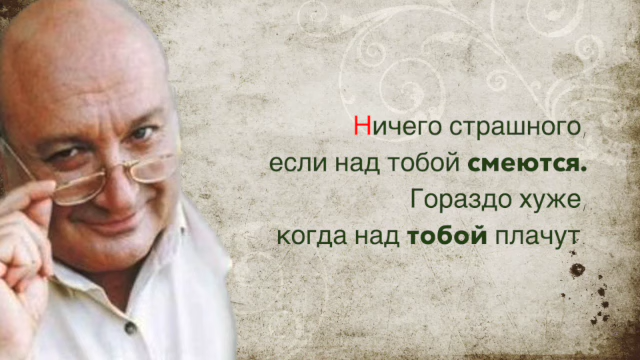 Ничего страшного,
если над тобой смеются.
Гораздо хуже,
когда над тобой плачут